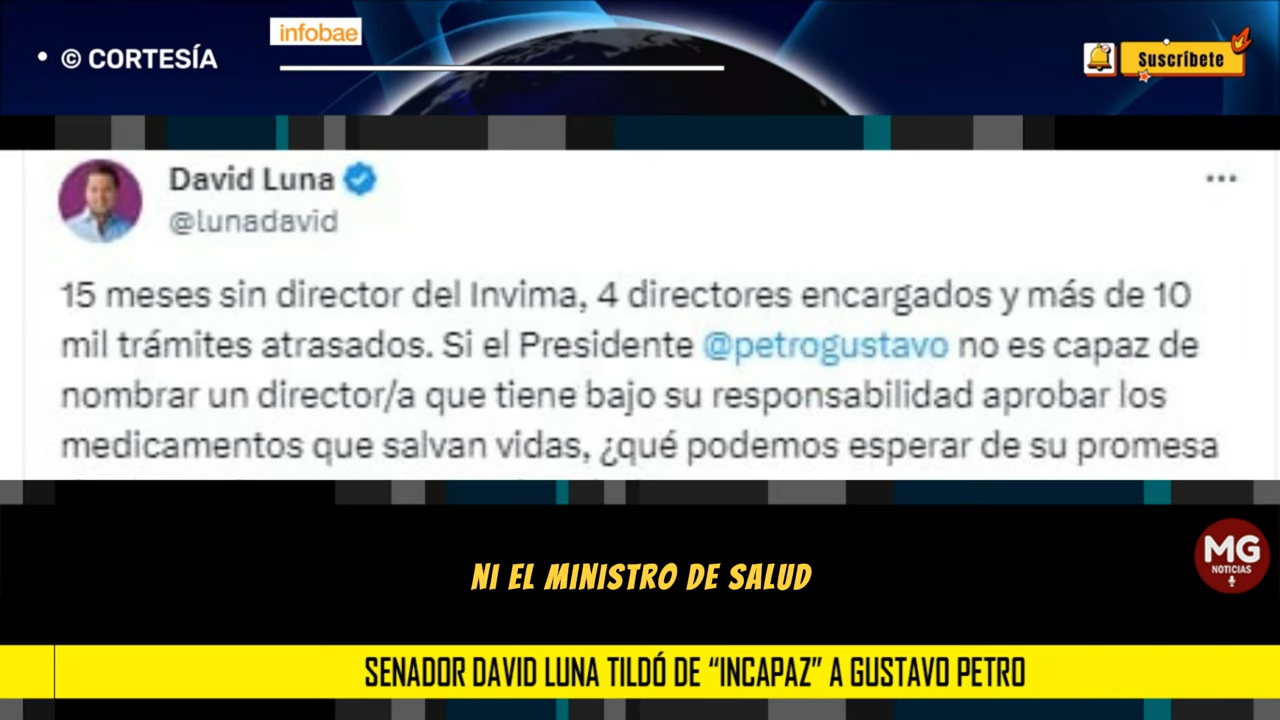 infobae
• © CORTESÍA
Suscríbete
David Luna
@lunadavid
15 meses sin director del Invima, 4 directores encargados y más de 10
mil trámites atrasados. Si el Presidente @petrogustavo no es capaz de
nombrar un director/a que tiene bajo su responsabilidad aprobar los
medicamentos que salvan vidas, ¿qué podemos esperar de su promesa
NI EL MINISTRO DE SALUD
MG
NOTICIAS
SENADOR DAVID LUNA TILDÓ DE “INCAPAZ” A GUSTAVO PETRO